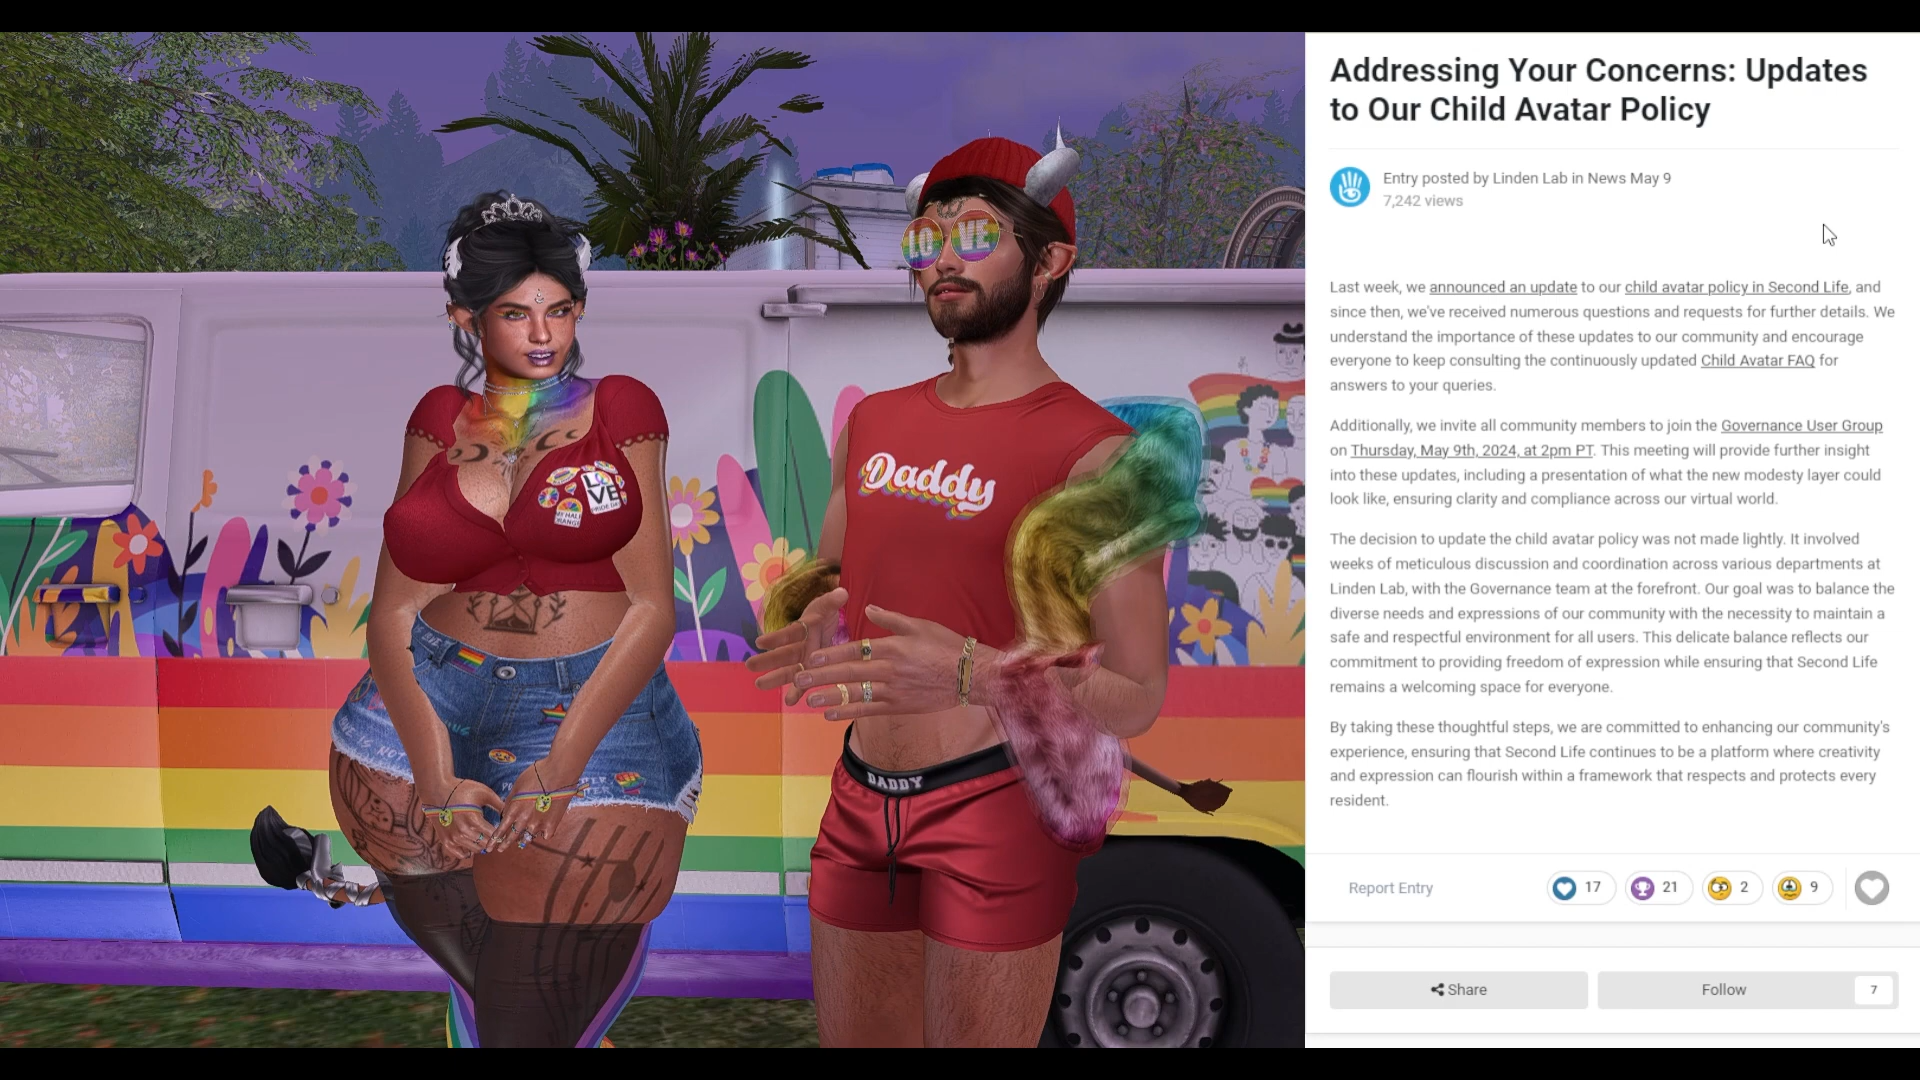 Addressing Your Concerns: Updates
to Our Child Avatar Policy
Entry posted by Linden Lab in News May 9
7,242 views
Last week, we announced an update to our child avatar policy in Second Life, and
since then, we've received numerous questions and requests for further details. We
understand the importance of these updates to our community and encourage
everyone to keep consulting the continuously updated Child Avatar FAQ for
answers to your queries.
Additionally, we invite all community members to join the Governance User Group
on Thursday, May 9th, 2024, at 2pm PT. This meeting will provide further insight
into these updates, including a presentation of what the new modesty layer could
look like, ensuring clarity and compliance across our virtual world.
The decision to update the child avatar policy was not made lightly. It involved
weeks of meticulous discussion and coordination across various departments at
Linden Lab, with the Governance team at the forefront. Our goal was to balance the
diverse needs and expressions of our community with the necessity to maintain a
safe and respectful environment for all users. This delicate balance reflects our
commitment to providing freedom of expression while ensuring that Second Life
remains a welcoming space for everyone.
By taking these thoughtful steps, we are committed to enhancing our community's
experience, ensuring that Second Life continues to be a platform where creativity
and expression can flourish within a framework that respects and protects every
resident.
Report Entry
17
21
2
9
Share
Follow
7
LO VE
Daddy
LO
VE
DADDY